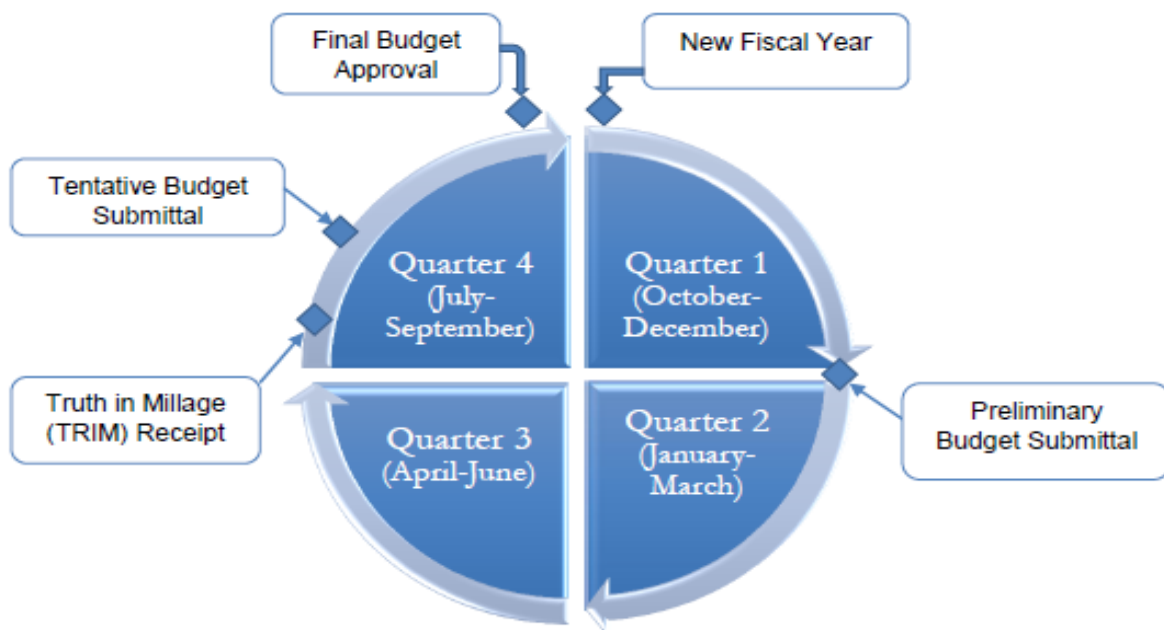 Final Budget
Approval
New Fiscal Year
Tentative Budget
Submittal
Quarter 4
(July-
September)
Quarter 1
(October-
December)
Truth in Millage
(TRIM) Receipt
Quarter 3
(April-June)
Quarter 2
(January-
March)
Preliminary
Budget Submittal